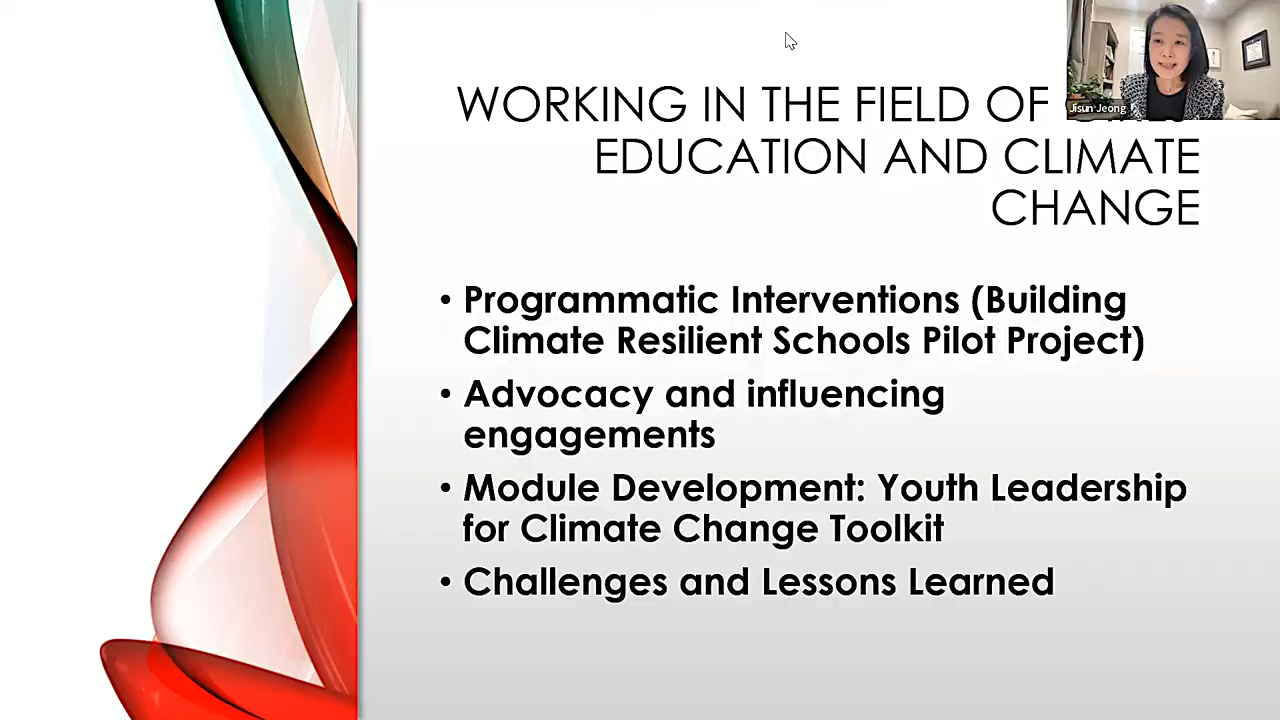 WORKING IN THE FIELD OF
EDUCATION AND CLIMATE
CHANGE
• Programmatic Interventions (Building
Climate Resilient Schools Pilot Project)
• Advocacy and influencing
engagements
• Module Development: Youth Leadership
for Climate Change Toolkit
• Challenges and Lessons Learned
Jisun Jeong